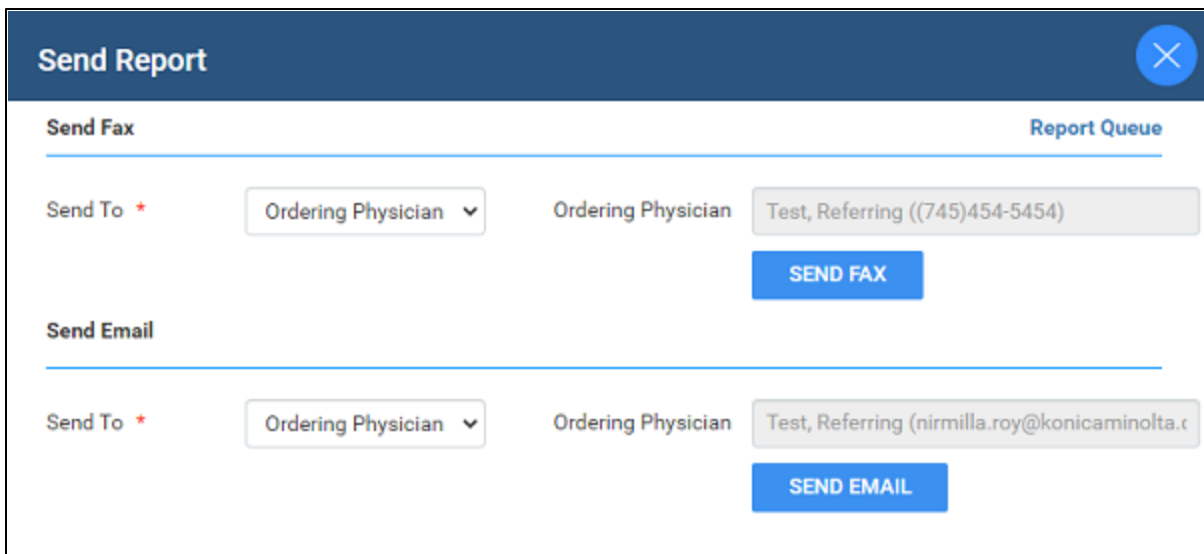 Send Report
Send Fax Report Queue
Send To * Ordering Physician Ordering Physician Test, Referring ((745)454-5454)
SEND FAX
Send Email
Send To * Ordering Physician Ordering Physician Test, Referring (nirmilla.roy@konicaminolta.c
SEND EMAIL